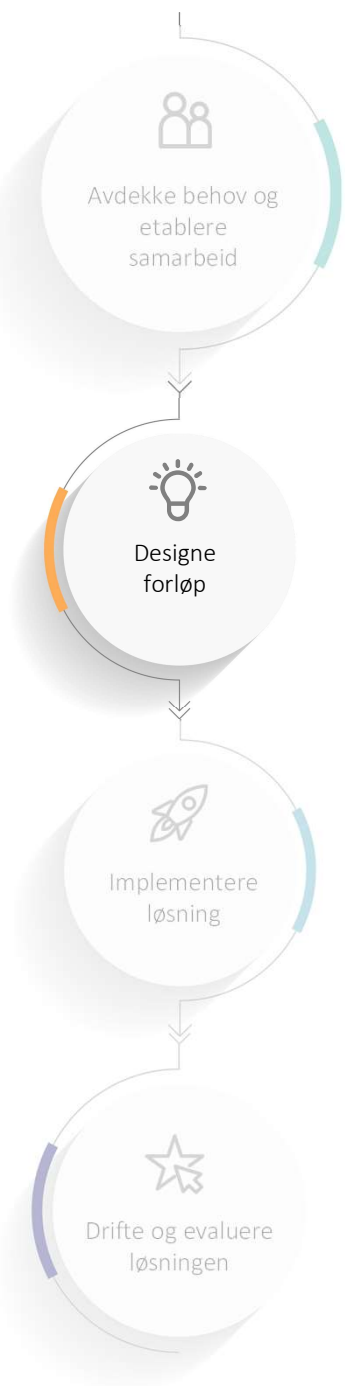 Avdekke behov og
etablere
samarbeid
Designe
forløp
Implementere
løsning
Drifte og evaluere
løsningen